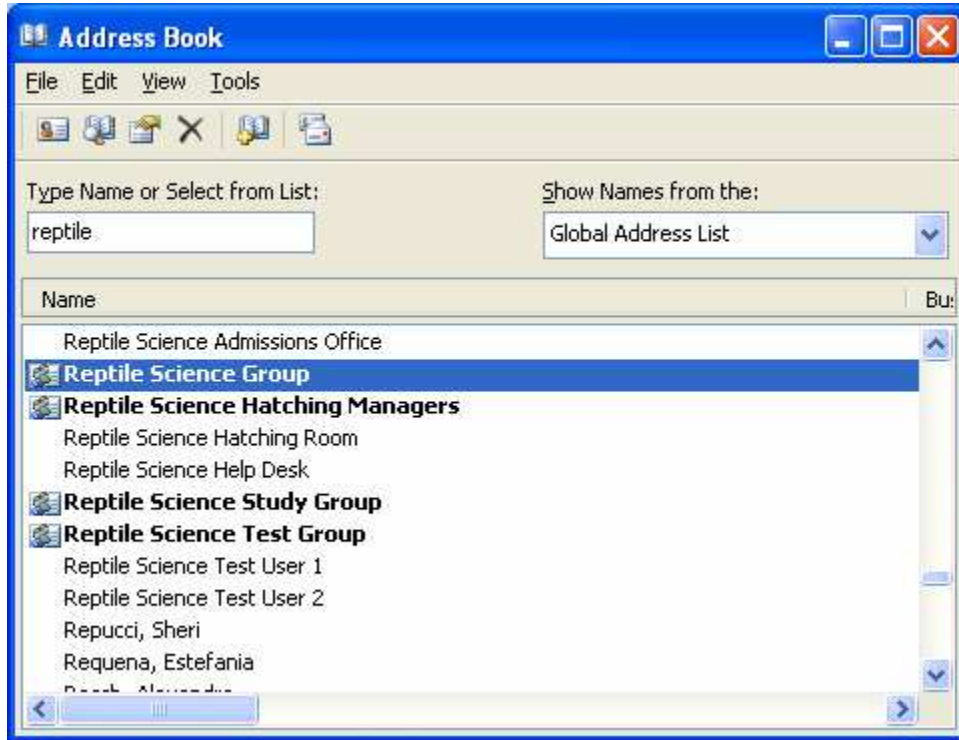 Address Book
File Edit View Tools
Type Name or Select from List:
Show Names from the:
reptile
Global Address List
Name
Reptile Science Admissions Office
Reptile Science Group
Reptile Science Hatching Managers
Reptile Science Hatching Room
Reptile Science Help Desk
Reptile Science Study Group
Reptile Science Test Group
Reptile Science Test User 1
Reptile Science Test User 2
Repucci, Sheri
Requena, Estefania